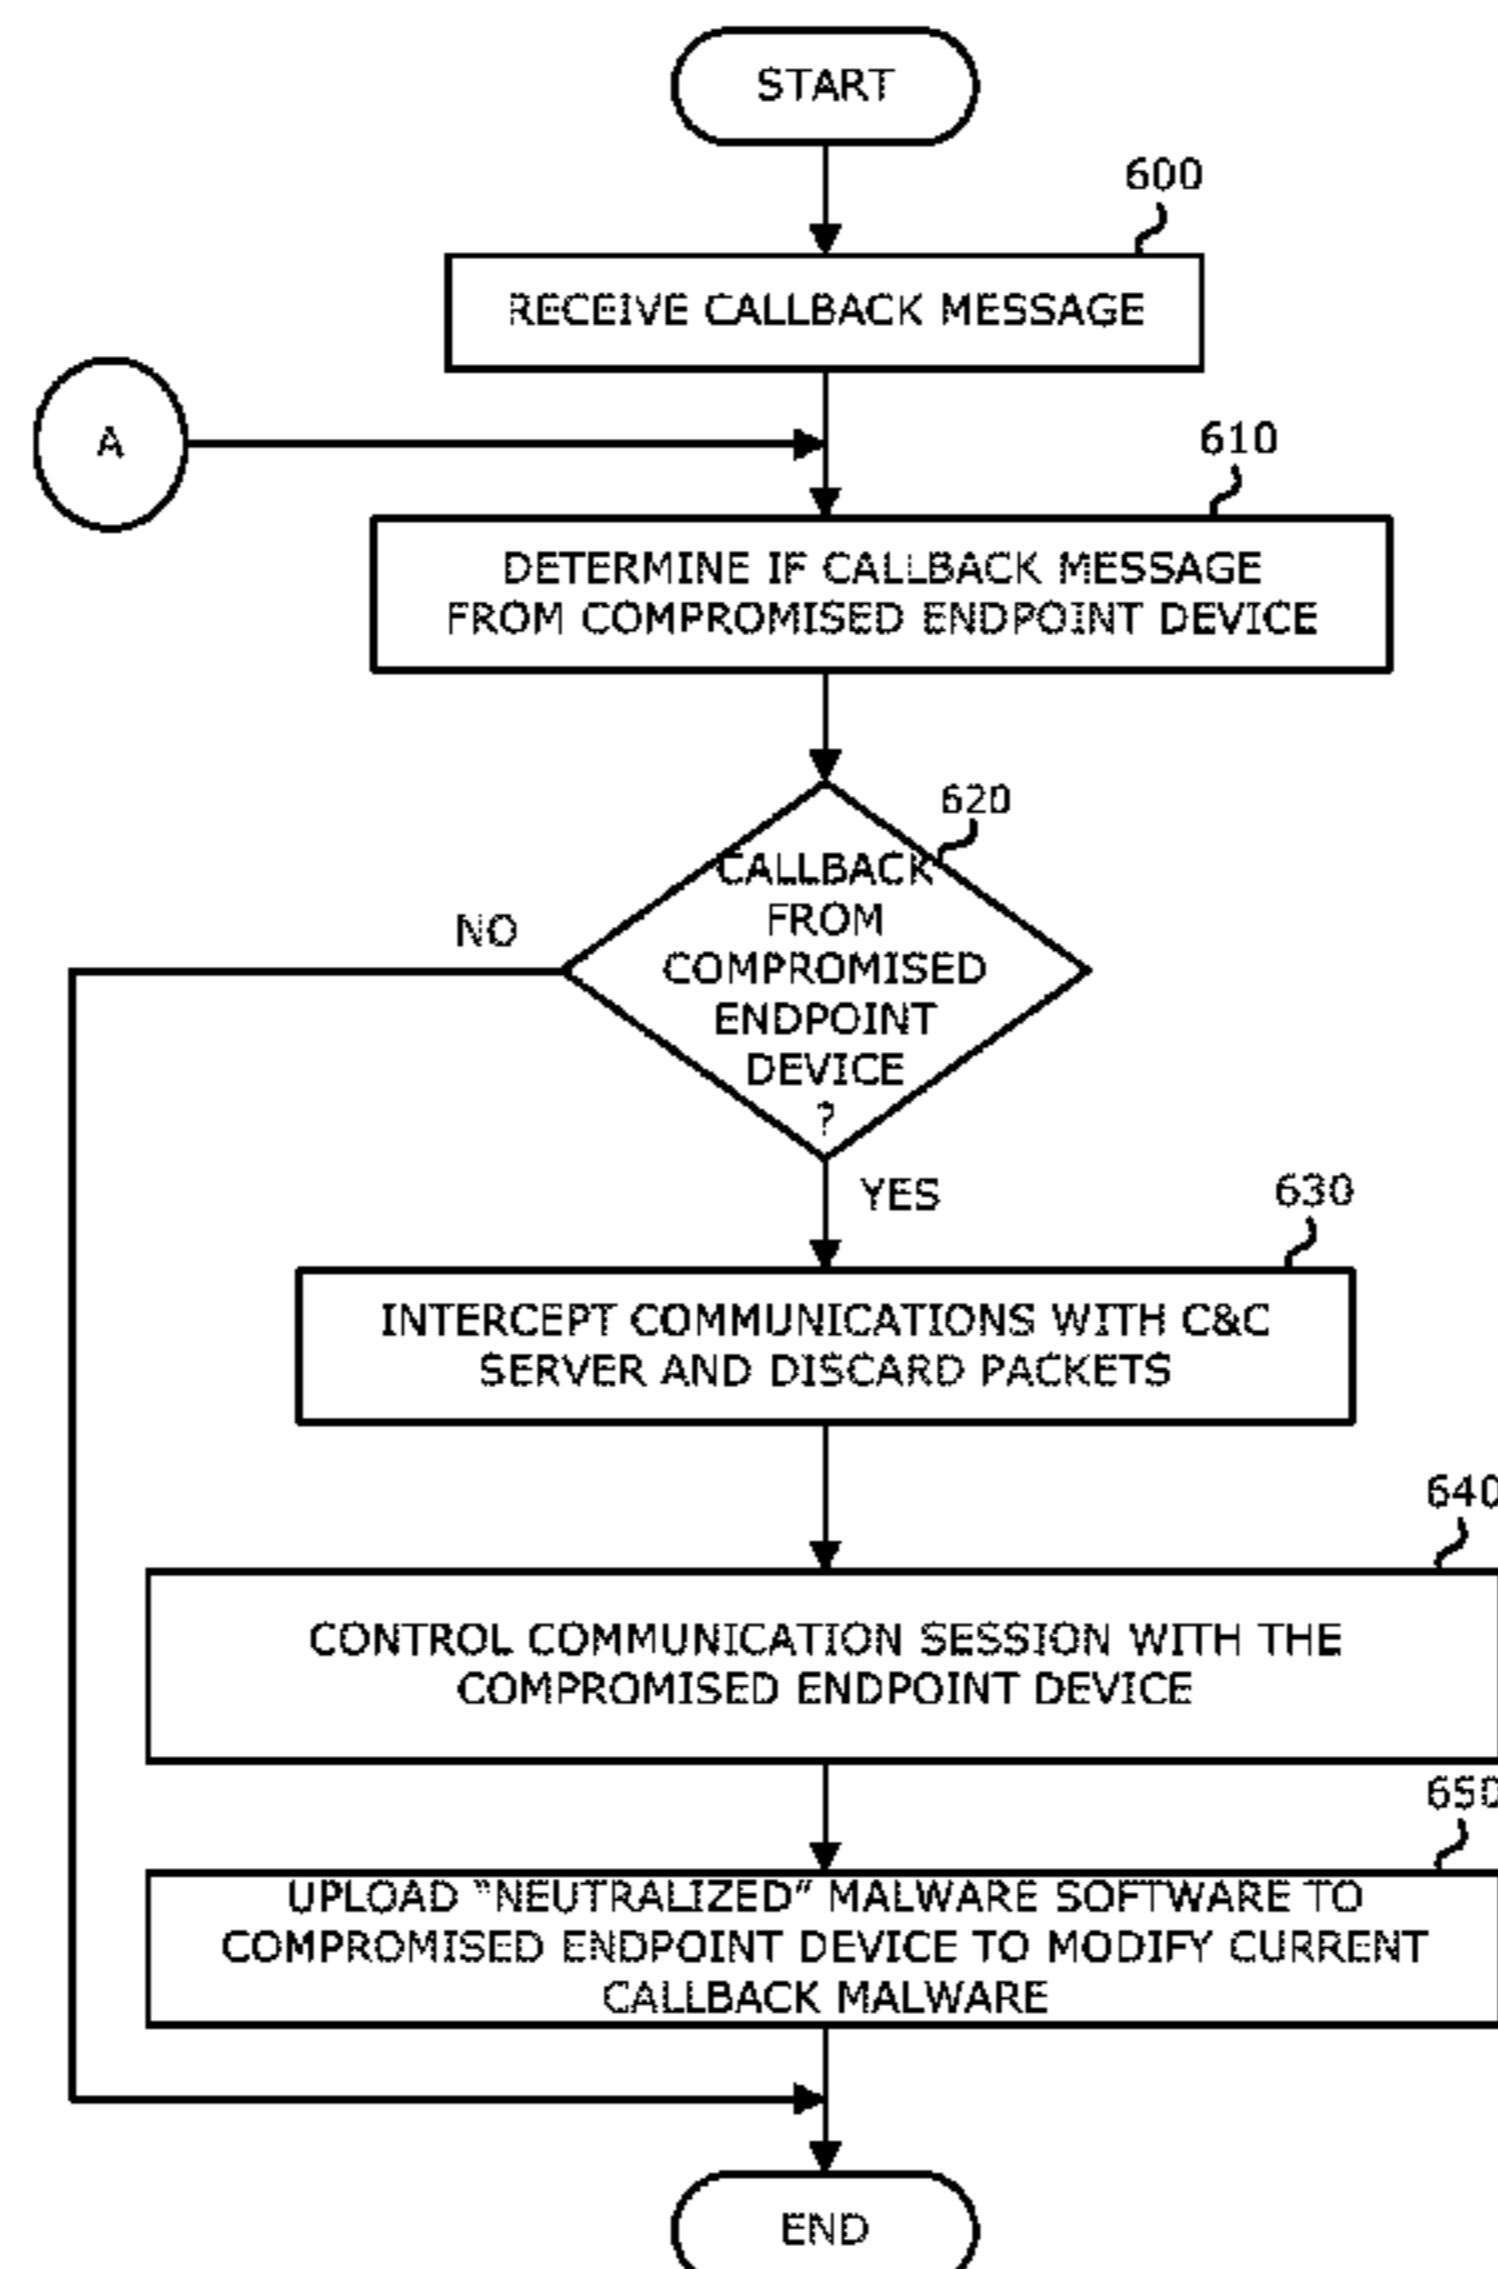 START
600
RECEIVE CALLBACK MESSAGE
A
610
DETERMINE IF CALLBACK MESSAGE
FROM COMPROMISED ENDPOINT DEVICE
620
CALLBACK
FROM
COMPROMISED
ENDPOINT
DEVICE
?
NO
YES
630
INTERCEPT COMMUNICATIONS WITH C&C
SERVER AND DISCARD PACKETS
640
CONTROL COMMUNICATION SESSION WITH THE
COMPROMISED ENDPOINT DEVICE
650
UPLOAD “NEUTRALIZED” MALWARE SOFTWARE TO
COMPROMISED ENDPOINT DEVICE TO MODIFY CURRENT
CALLBACK MALWARE
END